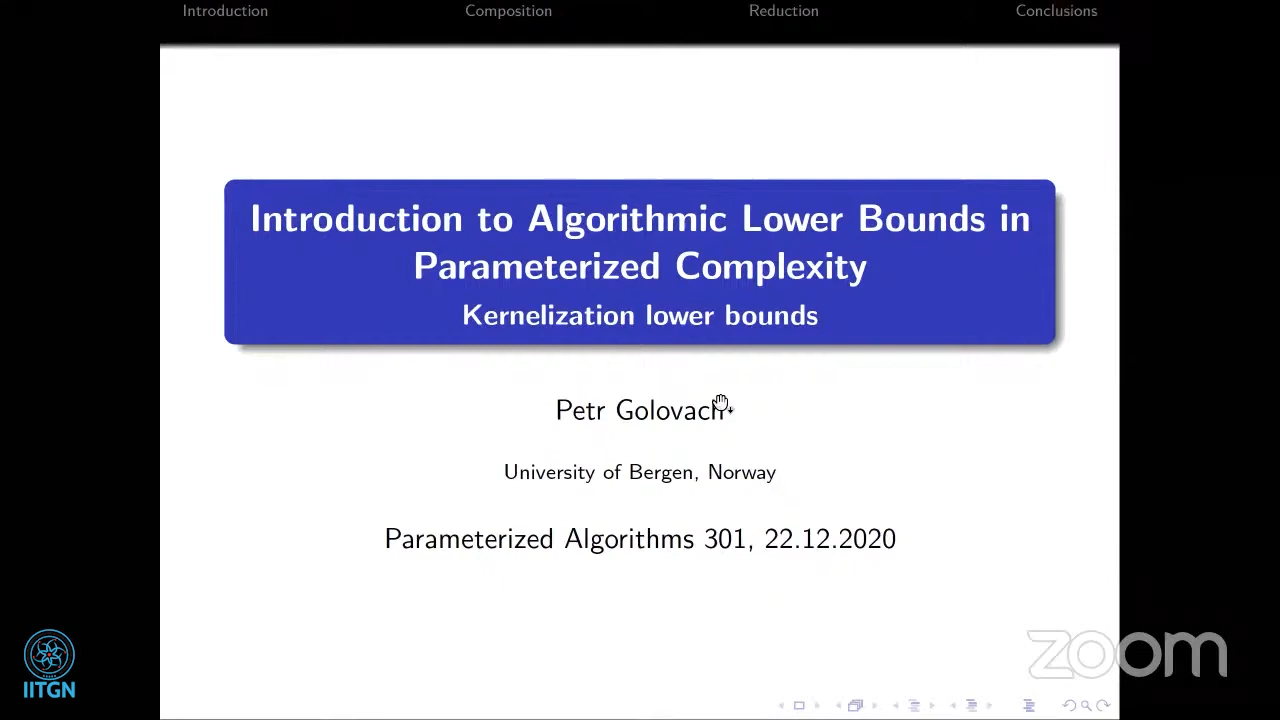 Introduction Composition Reduction Conclusions
Introduction to Algorithmic Lower Bounds in
Parameterized Complexity
Kernelization lower bounds
Petr Golovach
University of Bergen, Norway
Parameterized Algorithms 301, 22.12.2020
IITGN
zoom